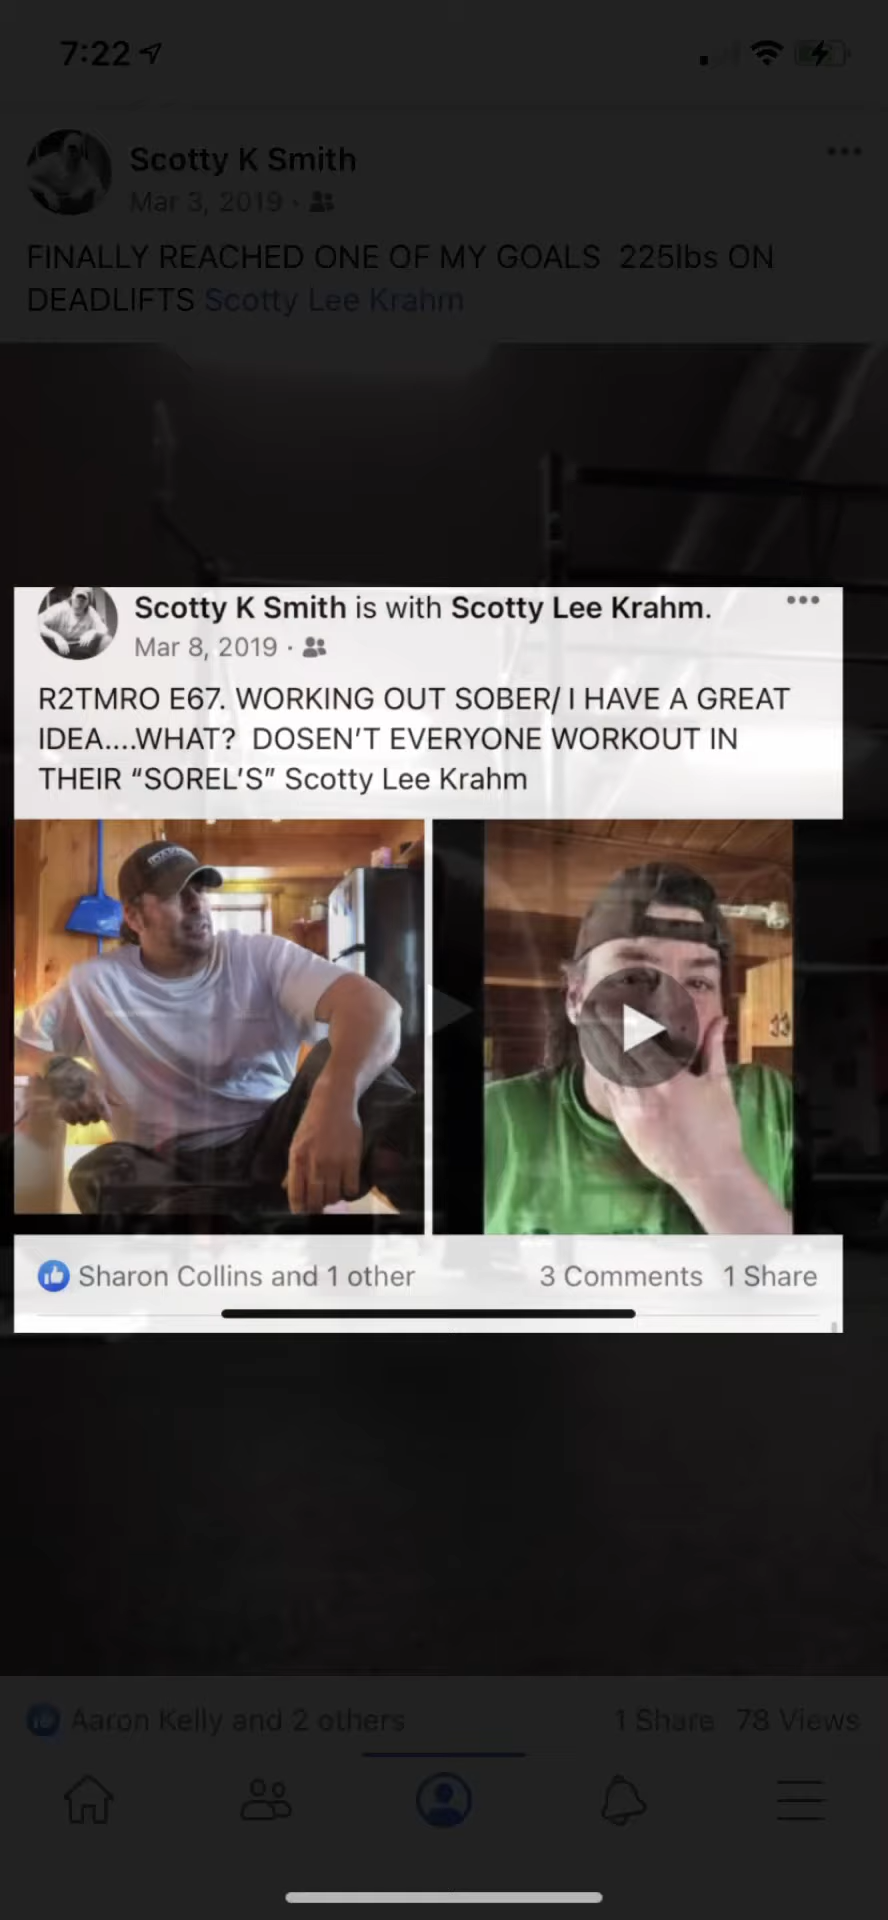 7:22
Scotty K Smith
Mar 3, 2019 ·
FINALLY REACHED ONE OF MY GOALS 225lbs ON
DEADLIFTS Scotty Lee Krahm
Scotty K Smith is with Scotty Lee Krahm.
Mar 8, 2019 ·
R2TMRO E67. WORKING OUT SOBER/ I HAVE A GREAT
IDEA....WHAT? DOSEN'T EVERYONE WORKOUT IN
THEIR “SOREL'S” Scotty Lee Krahm
Sharon Collins and 1 other 3 Comments 1 Share
Aaron Kelly and 2 others 1 Share 78 Views